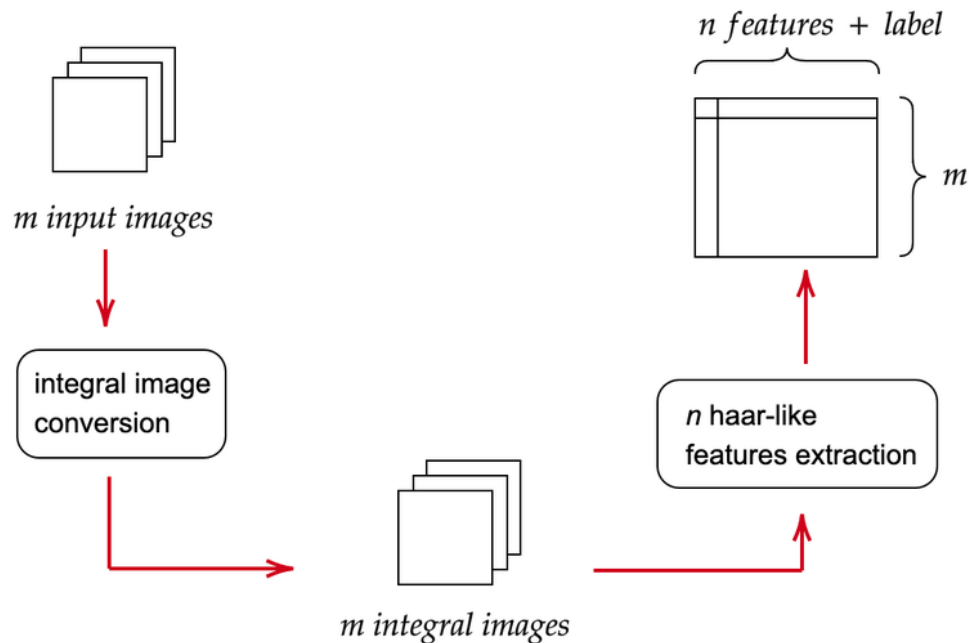 m input images
integral image
conversion
m integral images
n haar-like
features extraction
n features + label
m